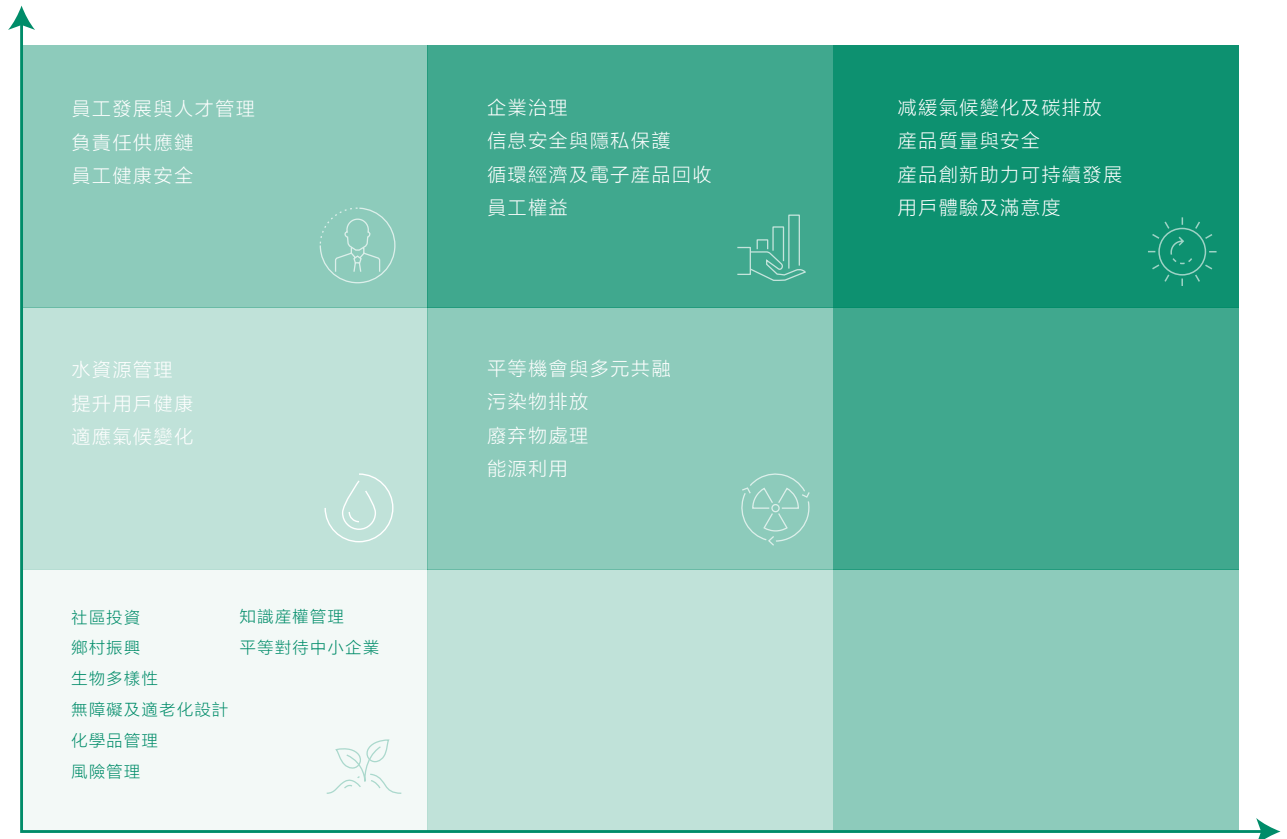 員工發展與人才管理
負責任供應鏈
員工健康安全
企業治理
信息安全與隱私保護
循環經濟及電子産品回收
員工權益
减緩氣候變化及碳排放
産品質量與安全
産品創新助力可持續發展
用戶體驗及滿意度
水資源管理
提升用戶健康
適應氣候變化
平等機會與多元共融
污染物排放
廢弃物處理
能源利用
社區投資
鄉村振興
生物多樣性
無障礙及適老化設計
化學品管理
風險管理
知識産權管理
平等對待中小企業